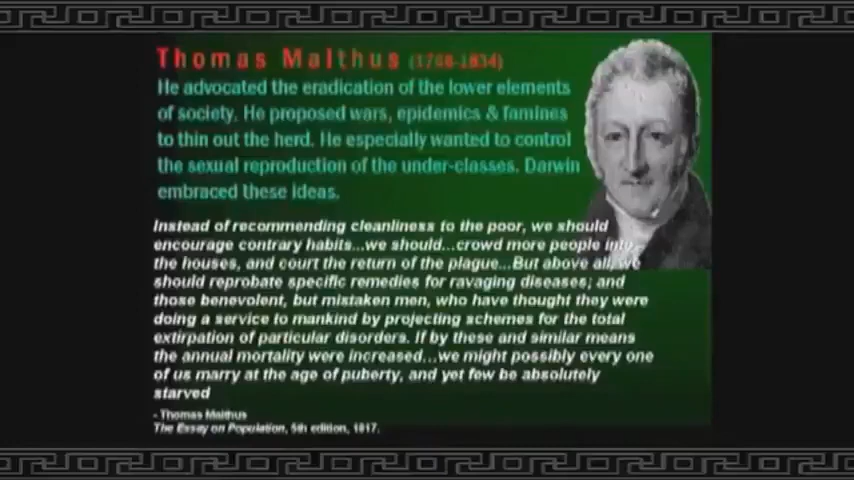 Thomas Malthus (1766-1834)
He advocated the eradication of the lower elements
of society. He proposed wars, epidemics & famines
to thin out the herd. He especially wanted to control
the sexual reproduction of the under-classes. Darwin
embraced these ideas.
Instead of recommending cleanliness to the poor, we should
encourage contrary habits...we should...crowd more people into
the houses, and court the return of the plague...But above all, we
should reprobate specific remedies for ravaging diseases; and
those benevolent, but mistaken men, who have thought they were
doing a service to mankind by projecting schemes for the total
extirpation of particular disorders. If by these and similar means
the annual mortality were increased...we might possibly every one
of us marry at the age of puberty, and yet few be absolutely
starved
- Thomas Malthus
The Essay on Population, 5th edition, 1817.